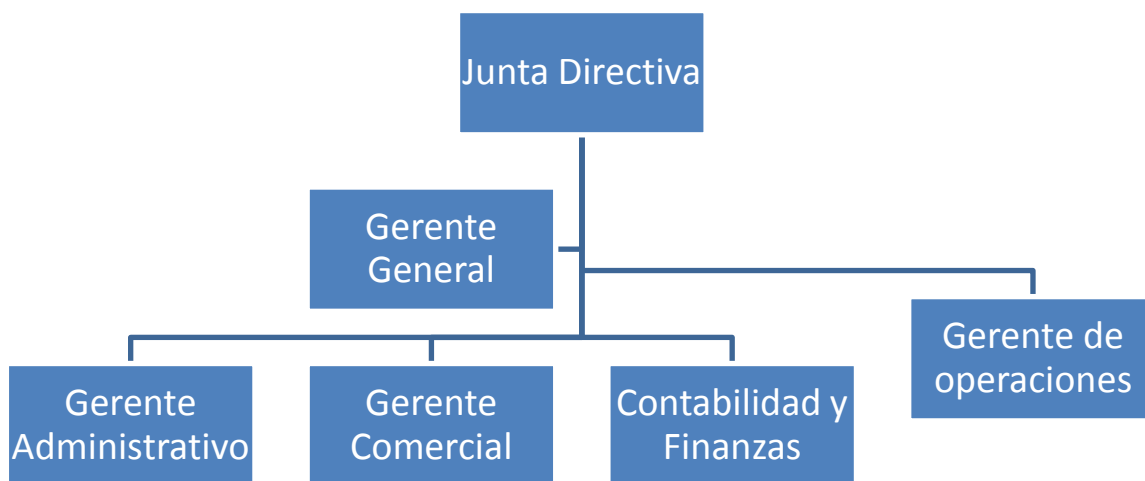 Junta Directiva
Gerente
General
Gerente de
operaciones
Gerente
Administrativo
Gerente
Comercial
Contabilidad y
Finanzas